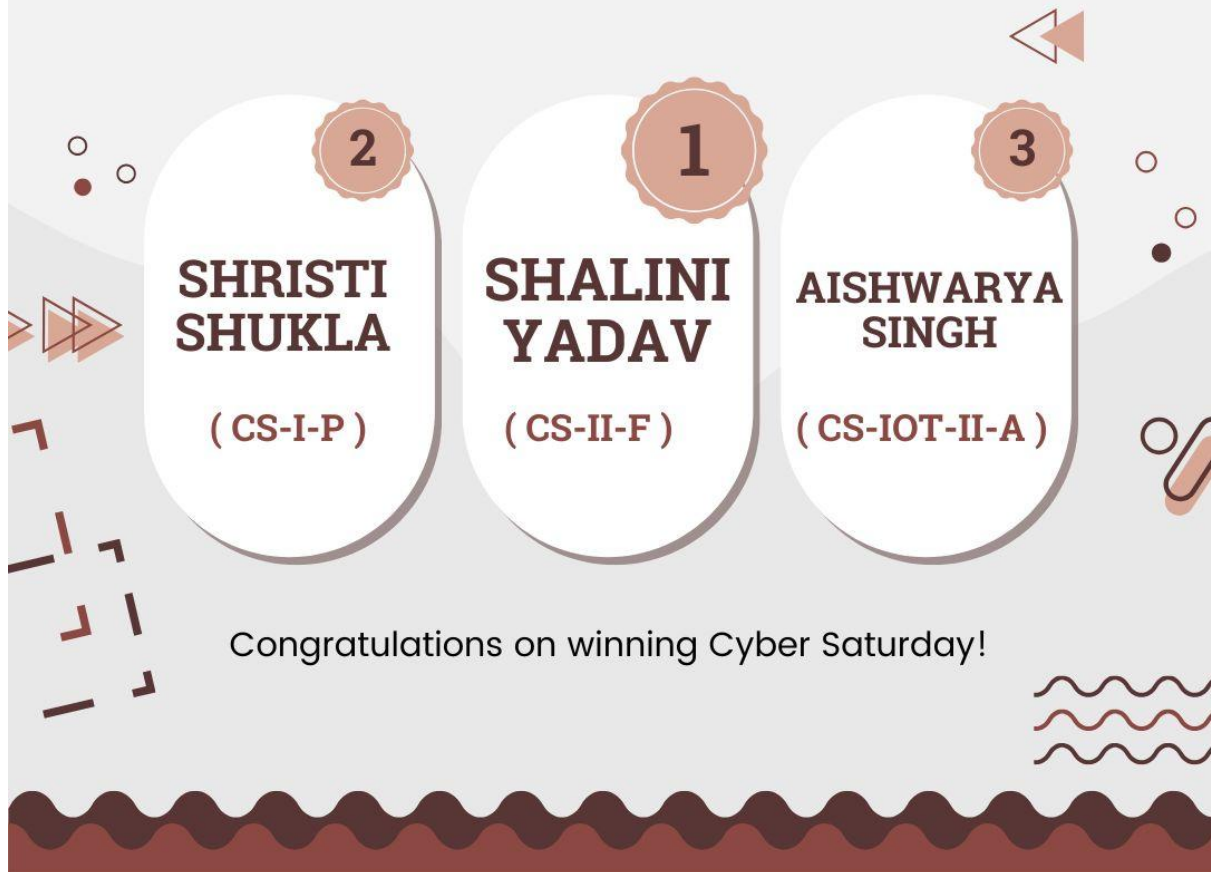 2
SHRISTI
SHUKLA
( CS-I-P )
1
SHALINI
YADAV
( CS-II-F )
3
AISHWARYA
SINGH
( CS-IOT-II-A )
Congratulations on winning Cyber Saturday!